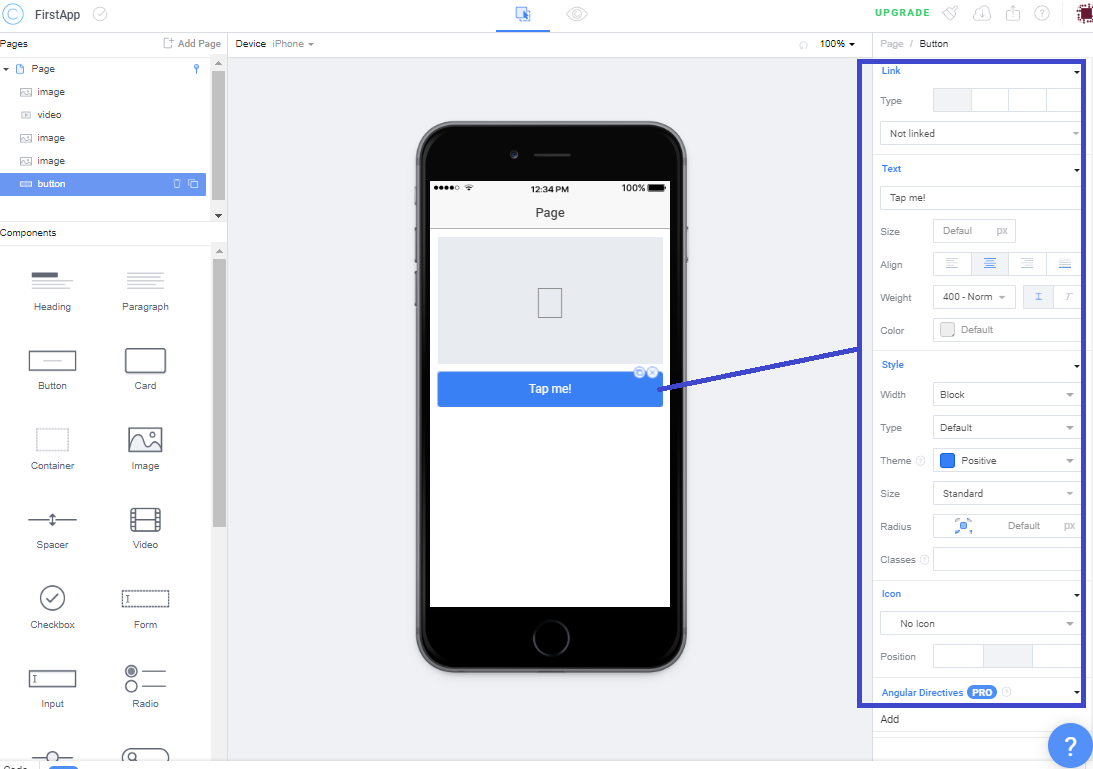 FirstApp
UPGRADE
Pages
Add Page
Device iPhone
100%
Page / Button
Page
image
video
image
image
button
Components
Heading
Paragraph
Button
Card
Container
Image
Spacer
Video
Checkbox
Form
Input
Radio
12:34 PM
100%
Page
Tap me!
Link
Type
Not linked
Text
Tap me!
Size Defaul px
Align
Weight 400 - Norm
Color Default
Style
Width Block
Type Default
Theme ? Positive
Size Standard
Radius Default px
Classes ?
Icon
No Icon
Position
Angular Directives PRO ?
Add
?